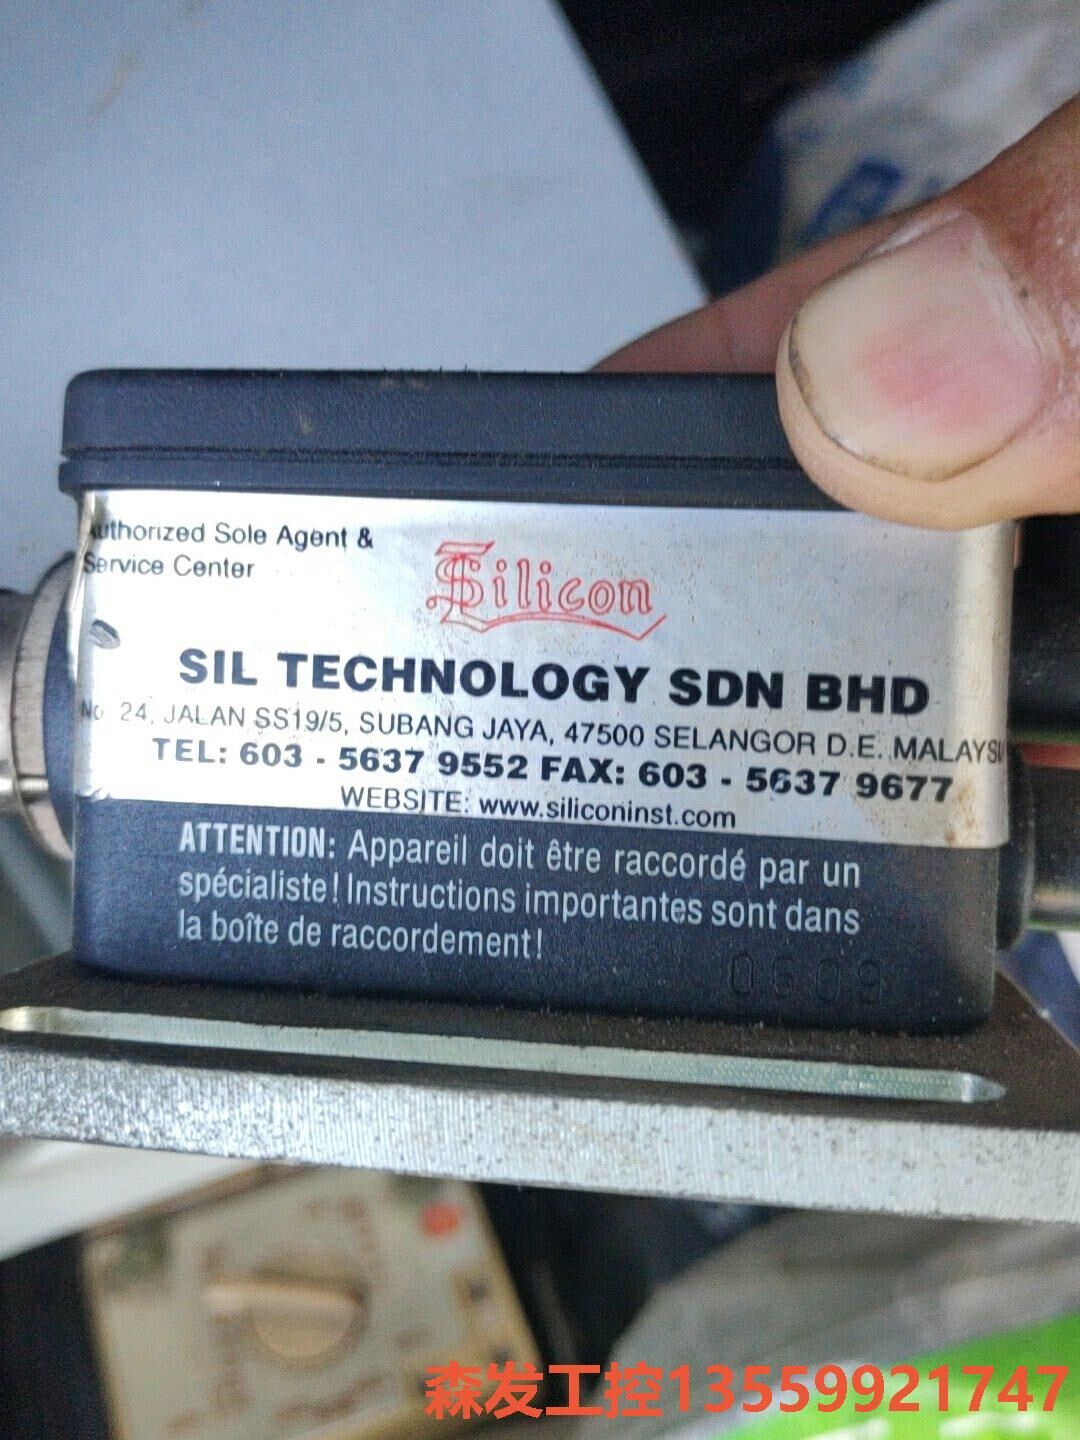 Authorized Sole Agent &
Service Center
Silicon
SIL TECHNOLOGY SDN BHD
No 24, JALAN SS19/5, SUBANG JAYA, 47500 SELANGOR D.E. MALAYSI
TEL: 603 - 5637 9552 FAX: 603 - 5637 9677
WEBSITE: www.siliconinst.com
ATTENTION: Appareil doit être raccordé par un
spécialiste! Instructions importantes sont dans
la boîte de raccordement!
0609
森发工控13559921747